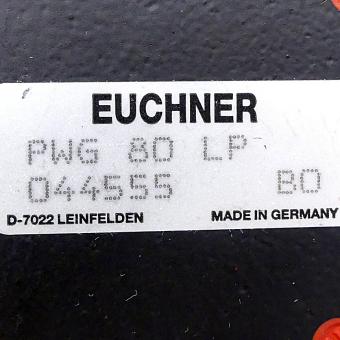 EUCHNER
PWG 80 LP
044555 BO
D-7022 LEINFELDEN MADE IN GERMANY